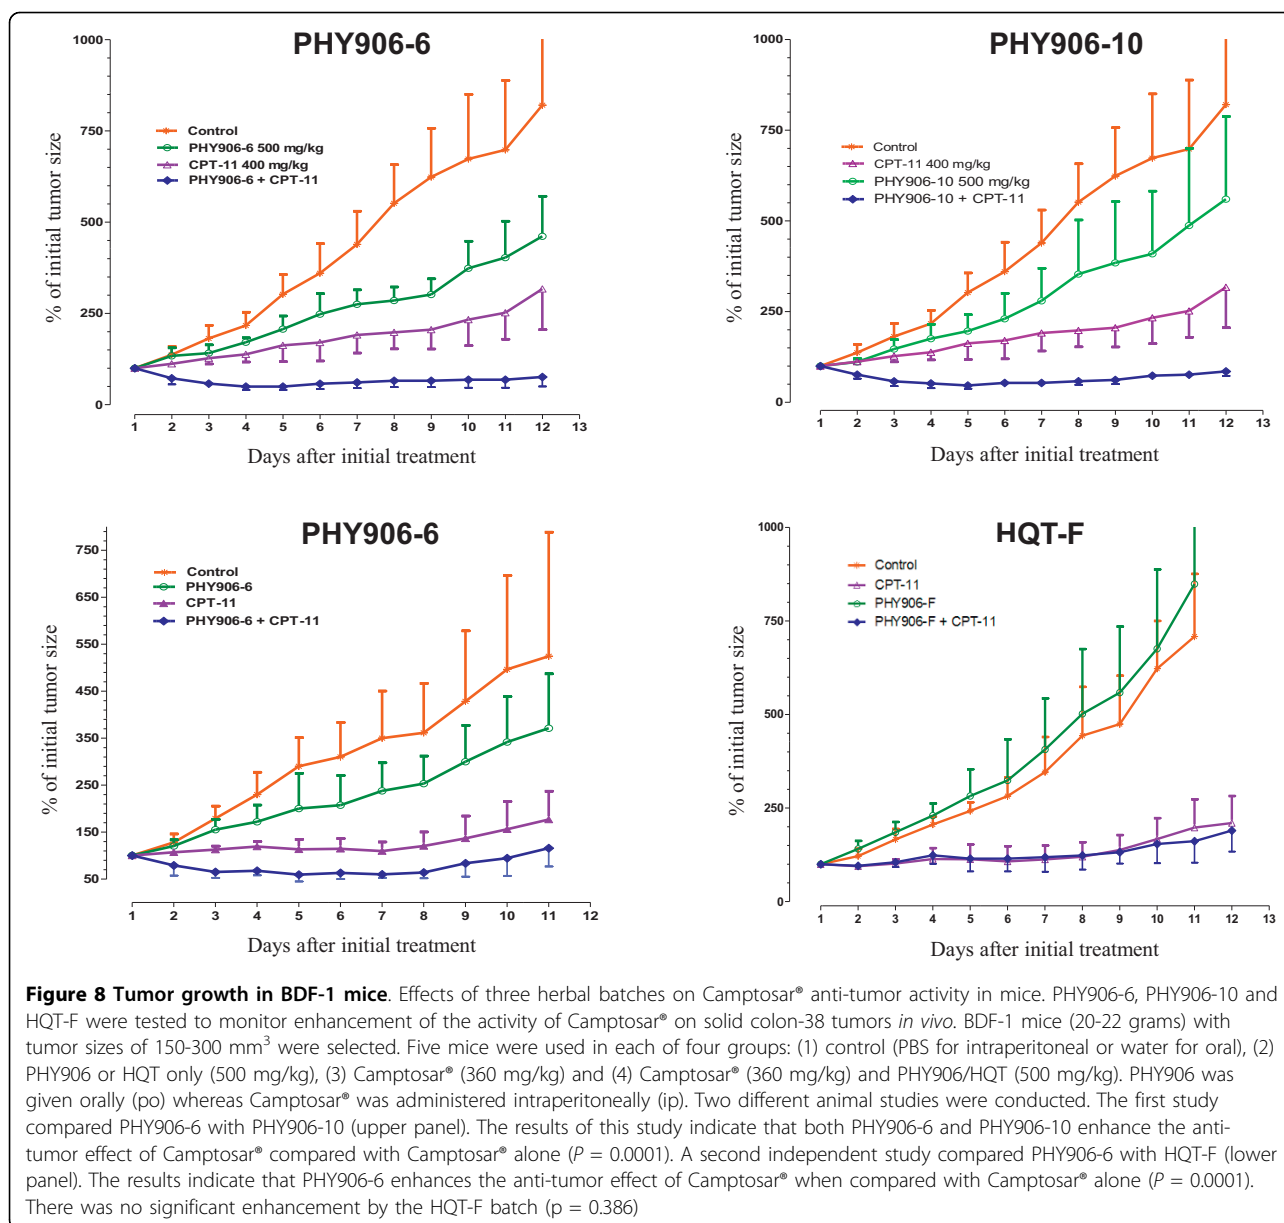 PHY906-6
1000
750
500
250
0
% of initial tumor size
Control
PHY906-6 500 mg/kg
CPT-11 400 mg/kg
PHY906-6 + CPT-11
1 2 3 4 5 6 7 8 9 10 11 12 13
Days after initial treatment
PHY906-10
1000
750
500
250
0
% of initial tumor size
Control
CPT-11 400 mg/kg
PHY906-10 500 mg/kg
PHY906-10 + CPT-11
1 2 3 4 5 6 7 8 9 10 11 12 13
Days after initial treatment
PHY906-6
750
650
550
450
350
250
150
50
% of initial tumor size
Control
PHY906-6
CPT-11
PHY906-6 + CPT-11
1 2 3 4 5 6 7 8 9 10 11 12
Days after initial treatment
HQT-F
1000
750
500
250
0
% of initial tumor size
Control
CPT-11
PHY906-F
PHY906-F + CPT-11
1 2 3 4 5 6 7 8 9 10 11 12 13
Days after initial treatment
Figure 8 Tumor growth in BDF-1 mice. Effects of three herbal batches on Camptosar® anti-tumor activity in mice. PHY906-6, PHY906-10 and
HQT-F were tested to monitor enhancement of the activity of Camptosar® on solid colon-38 tumors in vivo. BDF-1 mice (20-22 grams) with
tumor sizes of 150-300 mm³ were selected. Five mice were used in each of four groups: (1) control (PBS for intraperitoneal or water for oral), (2)
PHY906 or HQT only (500 mg/kg), (3) Camptosar® (360 mg/kg) and (4) Camptosar® (360 mg/kg) and PHY906/HQT (500 mg/kg). PHY906 was
given orally (po) whereas Camptosar® was administered intraperitoneally (ip). Two different animal studies were conducted. The first study
compared PHY906-6 with PHY906-10 (upper panel). The results of this study indicate that both PHY906-6 and PHY906-10 enhance the anti-
tumor effect of Camptosar® compared with Camptosar® alone (P = 0.0001). A second independent study compared PHY906-6 with HQT-F (lower
panel). The results indicate that PHY906-6 enhances the anti-tumor effect of Camptosar® when compared with Camptosar® alone (P = 0.0001).
There was no significant enhancement by the HQT-F batch (p = 0.386)